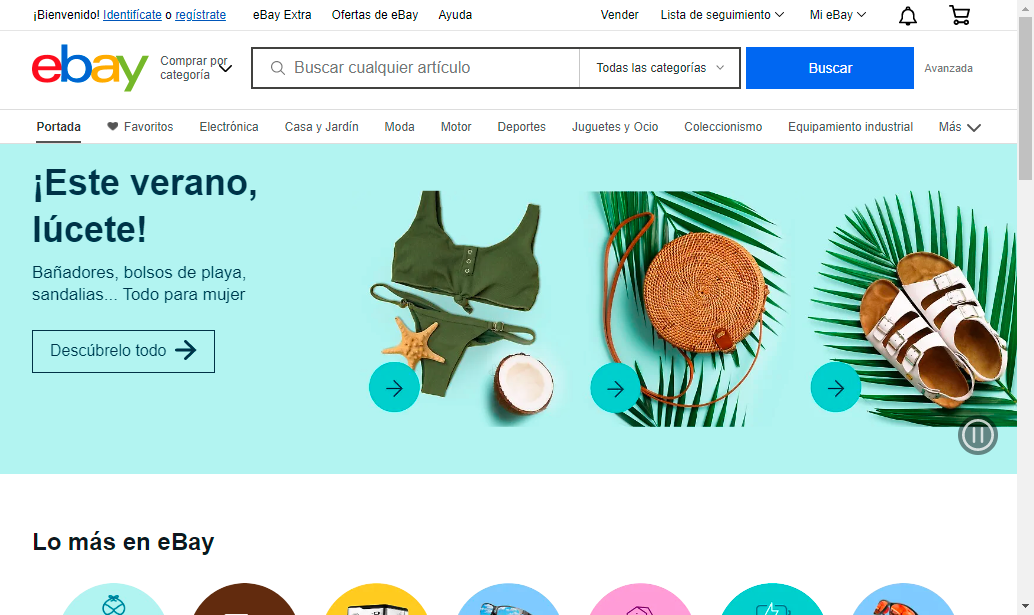 ¡Bienvenido! Identifícate o regístrate eBay Extra Ofertas de eBay Ayuda Vender Lista de seguimiento Mi eBay
ebay
Comprar por
categoría
Buscar cualquier artículo
Todas las categorías
Buscar
Avanzada
Portada Favoritos Electrónica Casa y Jardín Moda Motor Deportes Juguetes y Ocio Coleccionismo Equipamiento industrial Más
¡Este verano,
lúcete!
Bañadores, bolsos de playa,
sandalias... Todo para mujer
Descúbrelo todo
Lo más en eBay